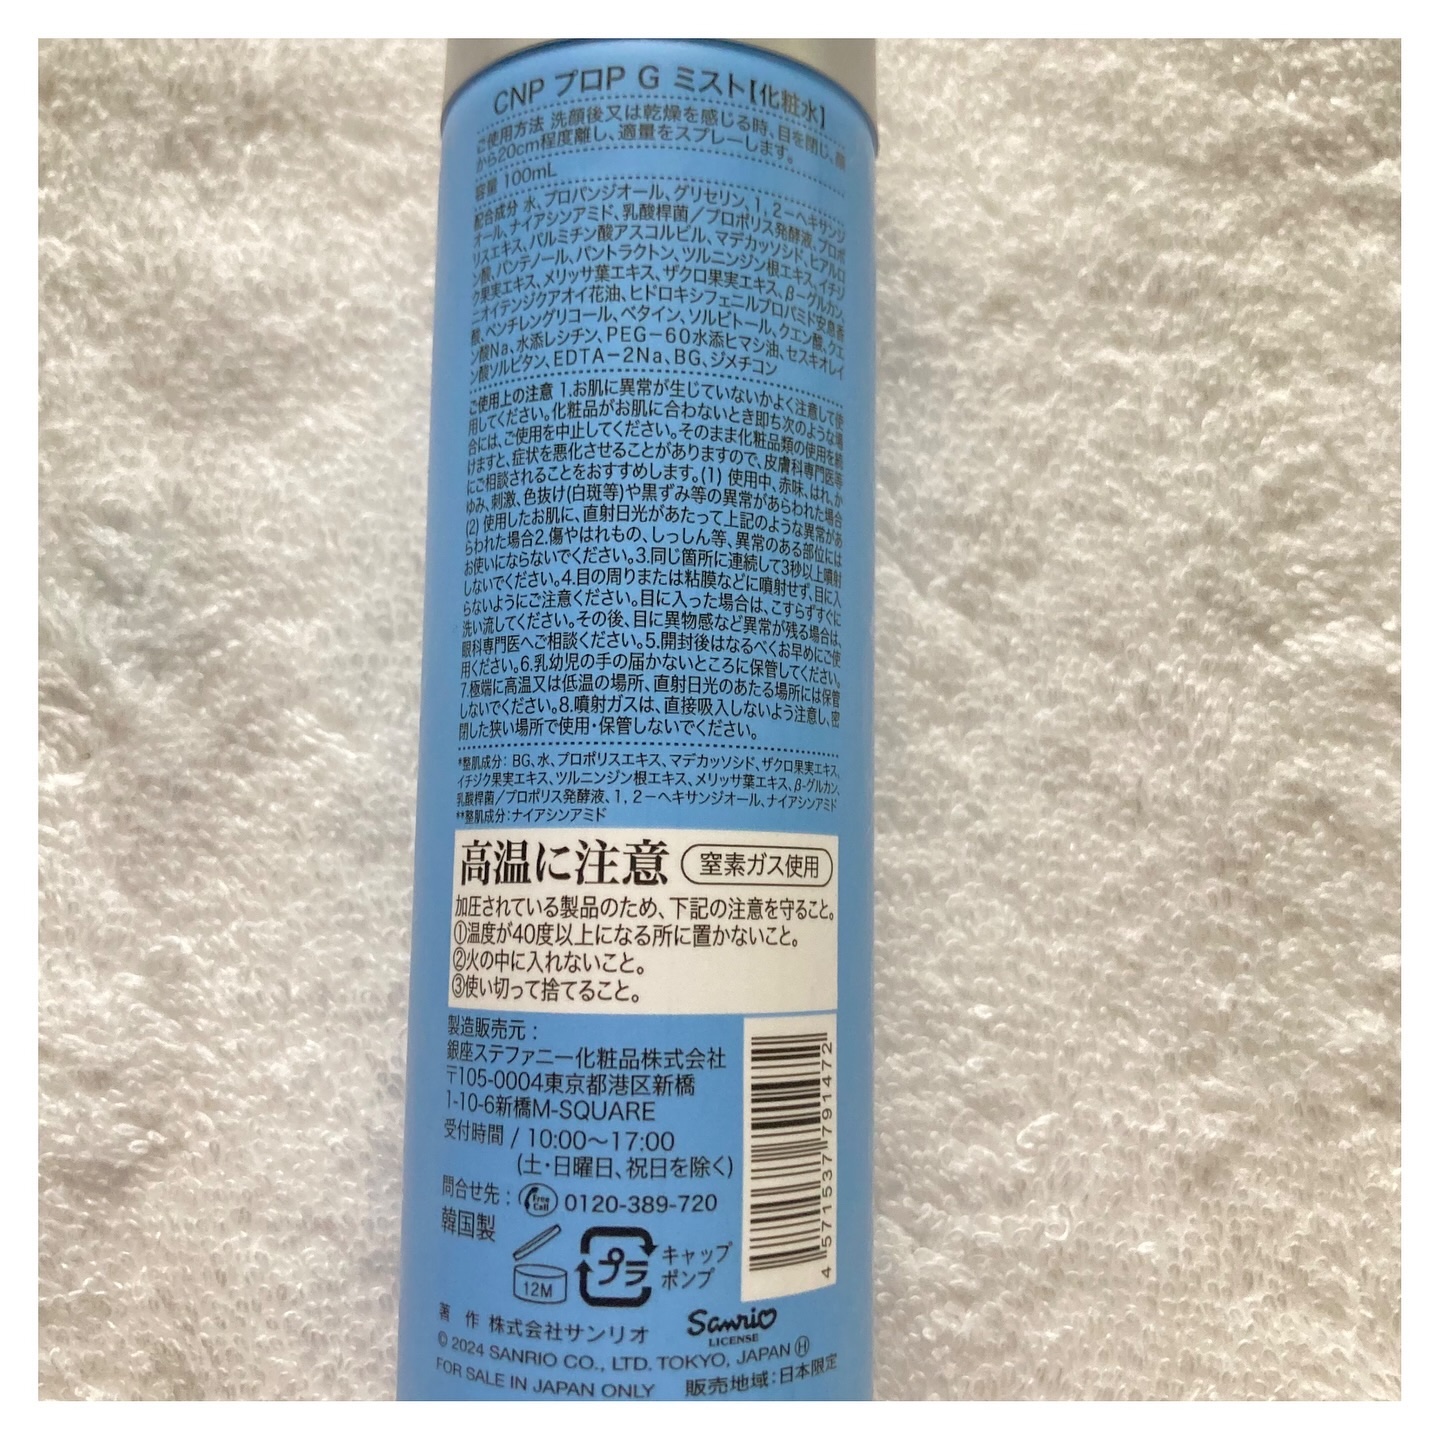 CNP プロP G ミスト【化粧水】
ご使用方法 洗顔後又は乾燥を感じる時、目を閉じ、顔
から20cm程度離し、適量をスプレーします。
容量 100mL
配合成分 水、プロパンジオール、グリセリン、1,2-ヘキサンジ
オール、ナイアシンアミド、乳酸桿菌/プロポリス発酵液、プロポ
リスエキス、パルミチン酸アスコルビル、マデカッソシド、ヒアルロ
ン酸、パンテノール、パントラクトン、ツルニンジン根エキス、イチジ
ク果実エキス、メリッサ葉エキス、ザクロ果実エキス、β-グルカン、
ニオイテンジクアオイ花油、ヒドロキシフェニルプロパミド安息香
酸、ペンチレングリコール、ベタイン、ソルビトール、クエン酸、クエ
ン酸Na、水添レシチン、PEG-60水添ヒマシ油、セスキオレイ
ン酸ソルビタン、EDTA-2Na、BG、ジメチコン
ご使用上の注意 1.お肌に異常が生じていないかよく注意して使
用してください。化粧品がお肌に合わないとき即ち次のような場
合には、ご使用を中止してください。そのまま化粧品類の使用を続
けますと、症状を悪化させることがありますので、皮膚科専門医等
にご相談されることをおすすめします。(1) 使用中、赤味、はれ、か
ゆみ、刺激、色抜け(白斑等)や黒ずみ等の異常があらわれた場合
(2) 使用したお肌に、直射日光があたって上記のような異常があ
らわれた場合2.傷やはれもの、しっしん等、異常のある部位には
お使いにならないでください。3.同じ箇所に連続して3秒以上噴射
しないでください。4.目の周りまたは粘膜などに噴射せず、目に入
らないようにご注意ください。目に入った場合は、こすらずすぐに
洗い流してください。その後、目に異物感など異常が残る場合は、
眼科専門医へご相談ください。5.開封後はなるべくお早めにご使
用ください。6.乳幼児の手の届かないところに保管してください。
7.極端に高温又は低温の場所、直射日光のあたる場所には保管
しないでください。8.噴射ガスは、直接吸入しないよう注意し、密
閉した狭い場所で使用・保管しないでください。
*整肌成分: BG、水、プロポリスエキス、マデカッソシド、ザクロ果実エキス、
イチジク果実エキス、ツルニンジン根エキス、メリッサ葉エキス、β-グルカン、
乳酸桿菌/プロポリス発酵液、1,2-ヘキサンジオール、ナイアシンアミド
**整肌成分:ナイアシンアミド
高温に注意 窒素ガス使用
加圧されている製品のため、下記の注意を守ること。
①温度が40度以上になる所に置かないこと。
②火の中に入れないこと。
③使い切って捨てること。
製造販売元:
銀座ステファニー化粧品株式会社
〒105-0004東京都港区新橋
1-10-6新橋M-SQUARE
受付時間 / 10:00〜17:00
(土・日曜日、祝日を除く)
問合せ先: Free Call 0120-389-720
韓国製
12M
プラ
キャップ
ポンプ
4 571537 791472
著 作 株式会社サンリオ
Sanrio
LICENSE
© 2024 SANRIO CO., LTD. TOKYO, JAPAN Ⓗ
FOR SALE IN JAPAN ONLY 販売地域:日本限定